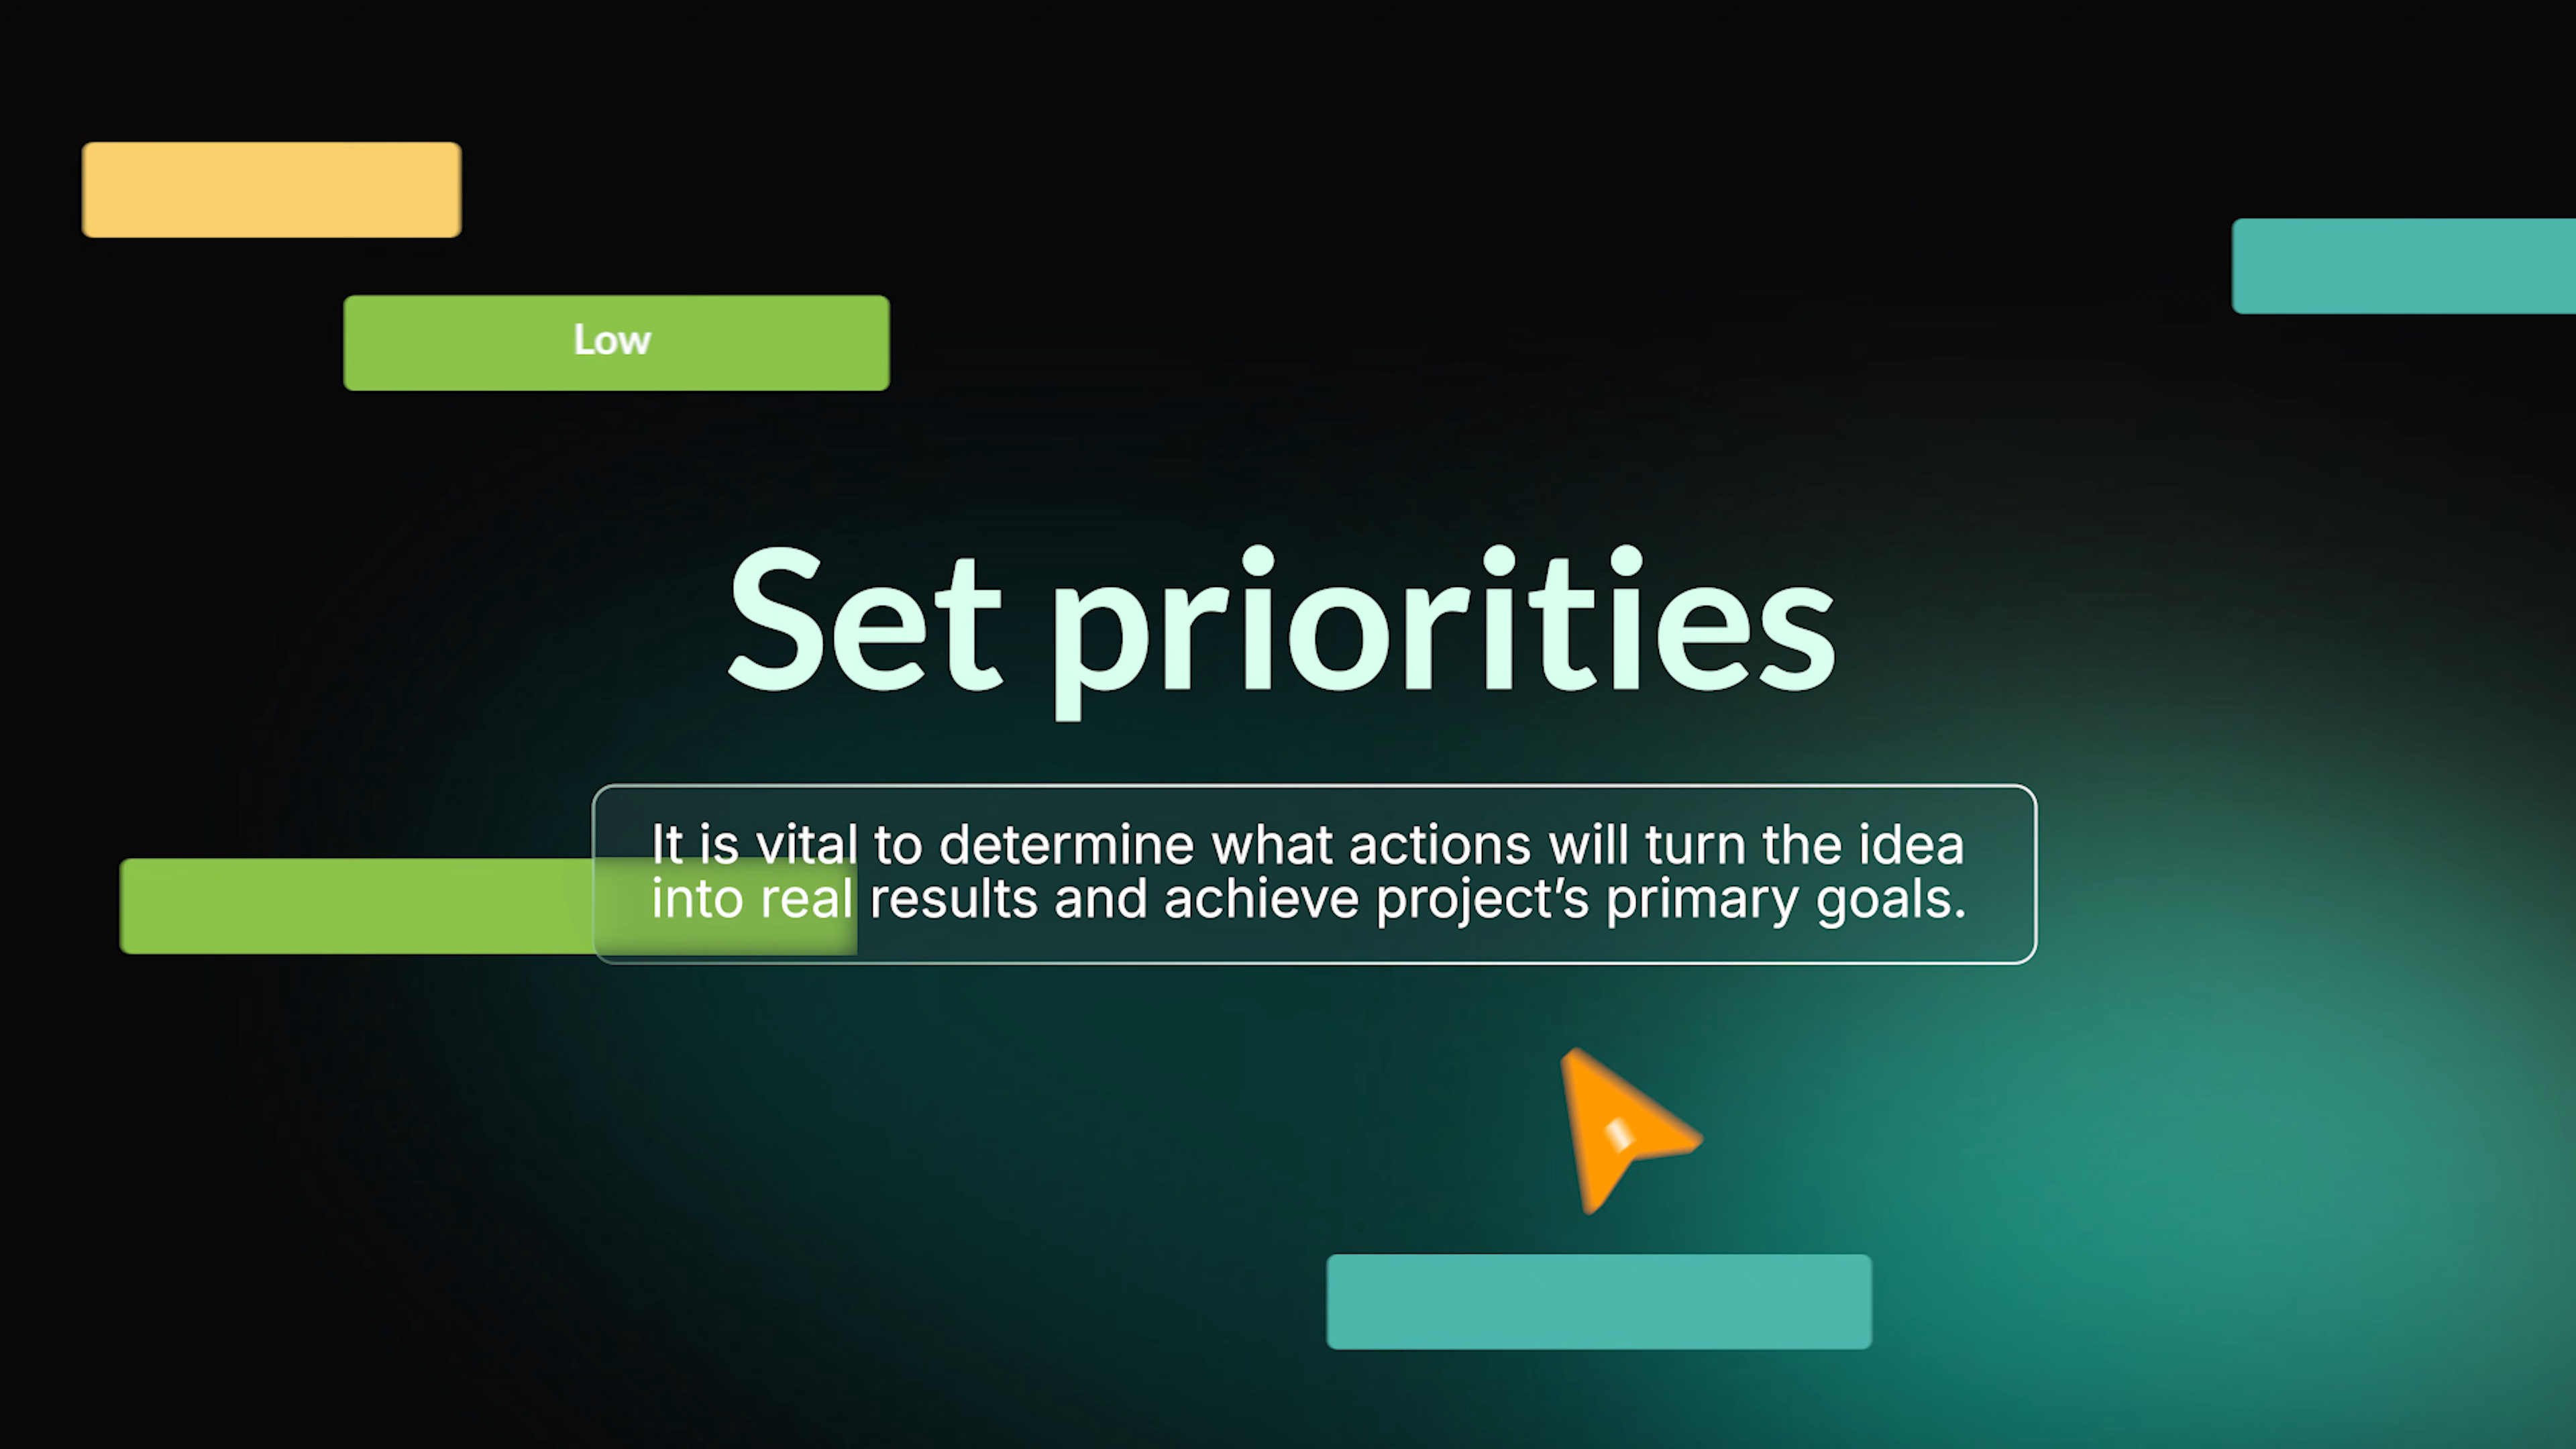 Low
Set priorities
It is vital to determine what actions will turn the idea
into real results and achieve project’s primary goals.